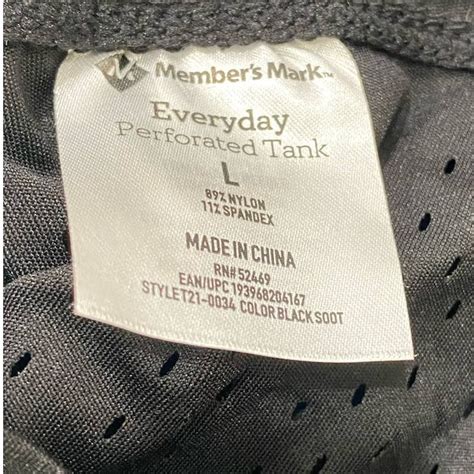 Member's Mark™
Everyday
Perforated Tank
L
89% NYLON
11% SPANDEX
MADE IN CHINA
RN# 52469
EAN/UPC 193968204167
STYLET21-0034 COLOR BLACK SOOT